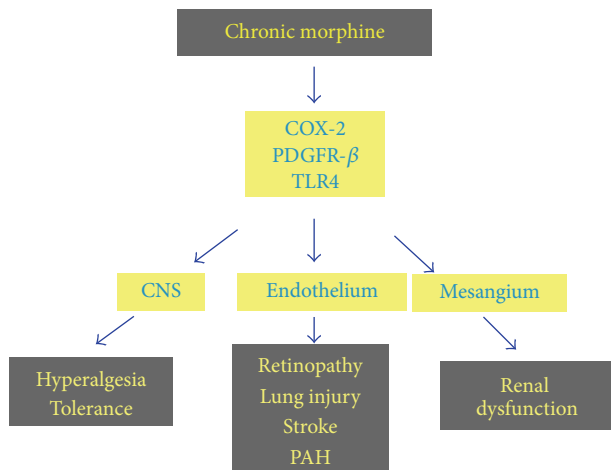 Chronic morphine
COX-2
PDGFR-β
TLR4
CNS
Endothelium
Mesangium
Hyperalgesia
Tolerance
Retinopathy
Lung injury
Stroke
PAH
Renal
dysfunction